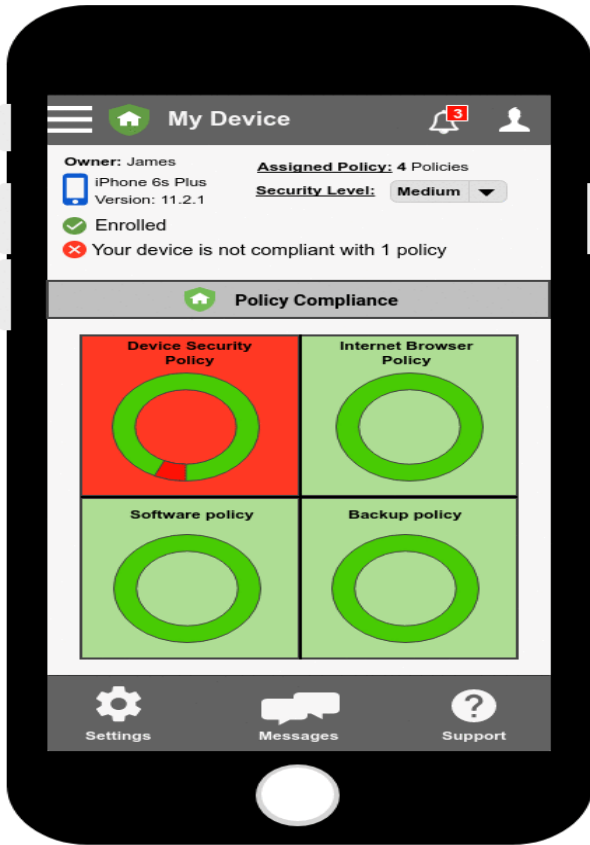 My Device
3
Owner: James
iPhone 6s Plus
Version: 11.2.1
Assigned Policy: 4 Policies
Security Level: Medium
Enrolled
Your device is not compliant with 1 policy
Policy Compliance
Device Security
Policy
Internet Browser
Policy
Software policy
Backup policy
Settings
Messages
?
Support